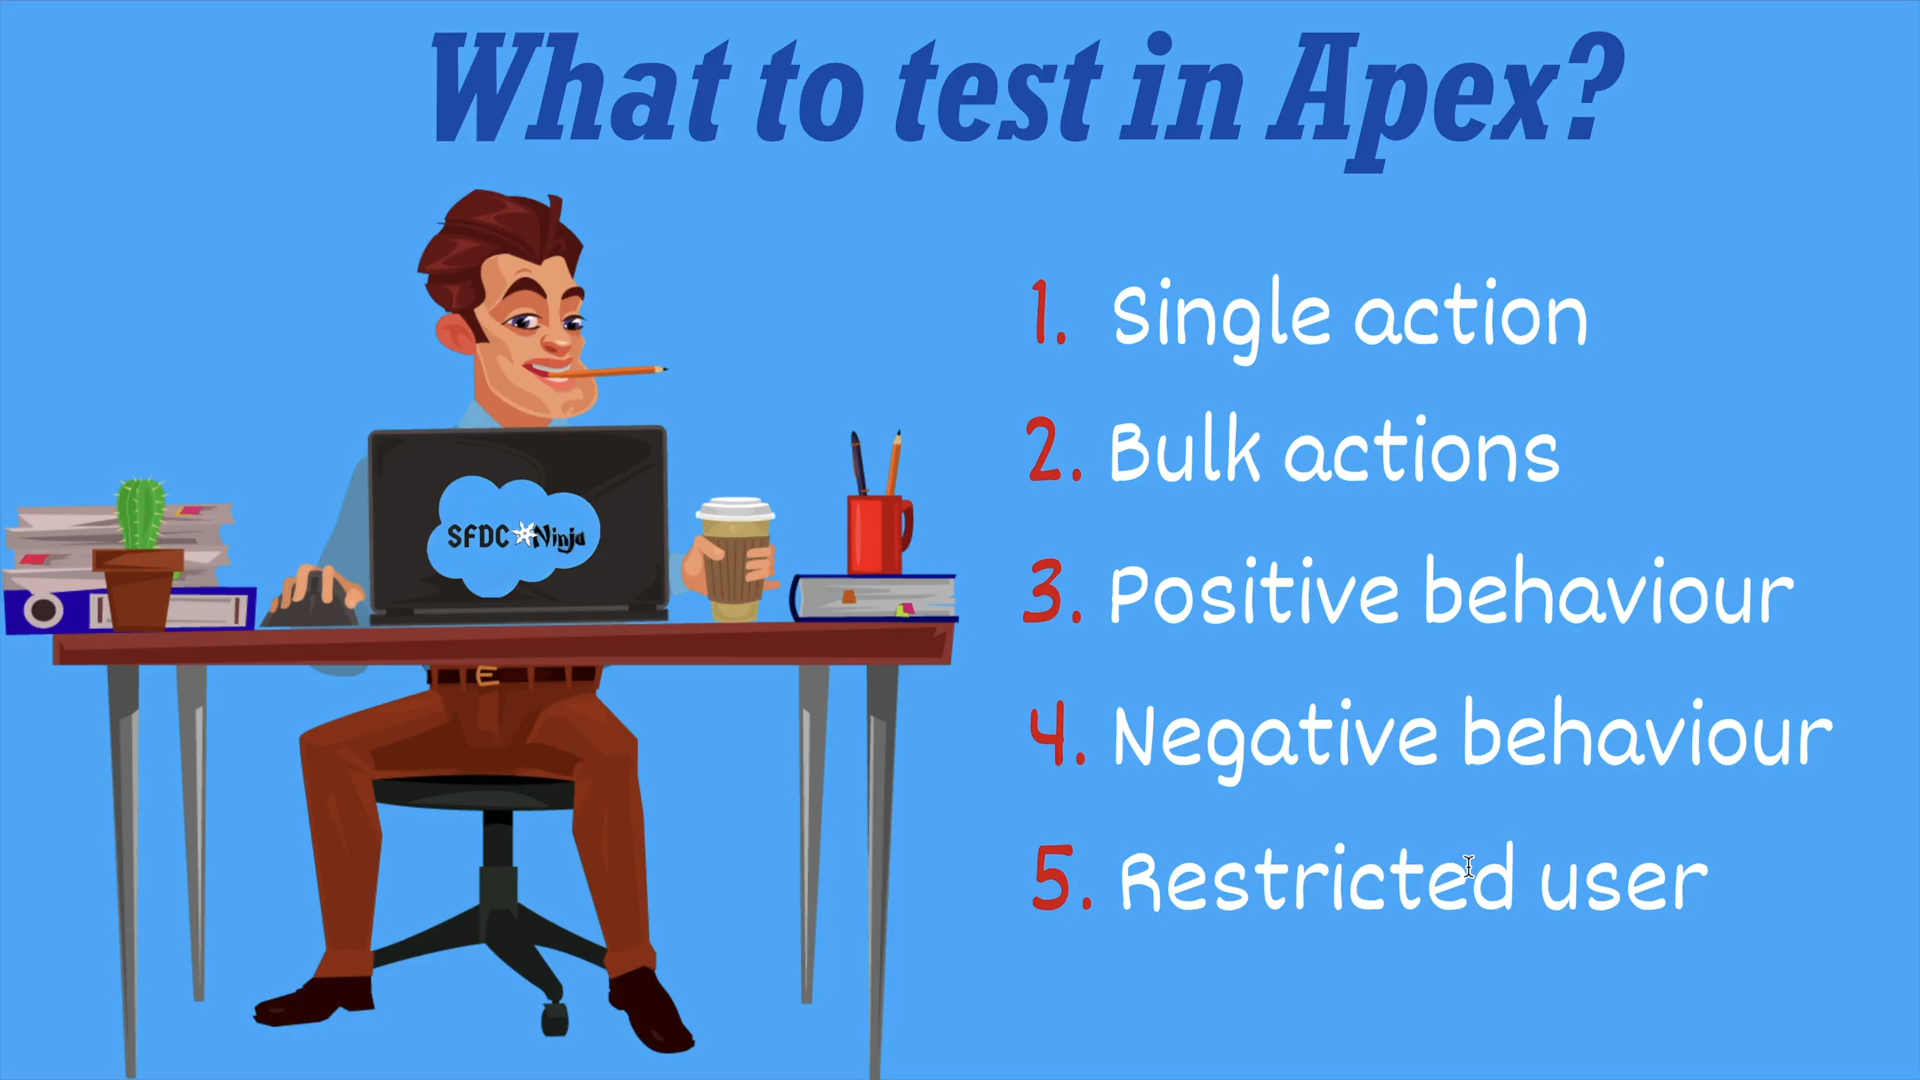 What to test in Apex?
1. Single action
2. Bulk actions
3. Positive behaviour
4. Negative behaviour
5. Restricted user
SFDC Ninja